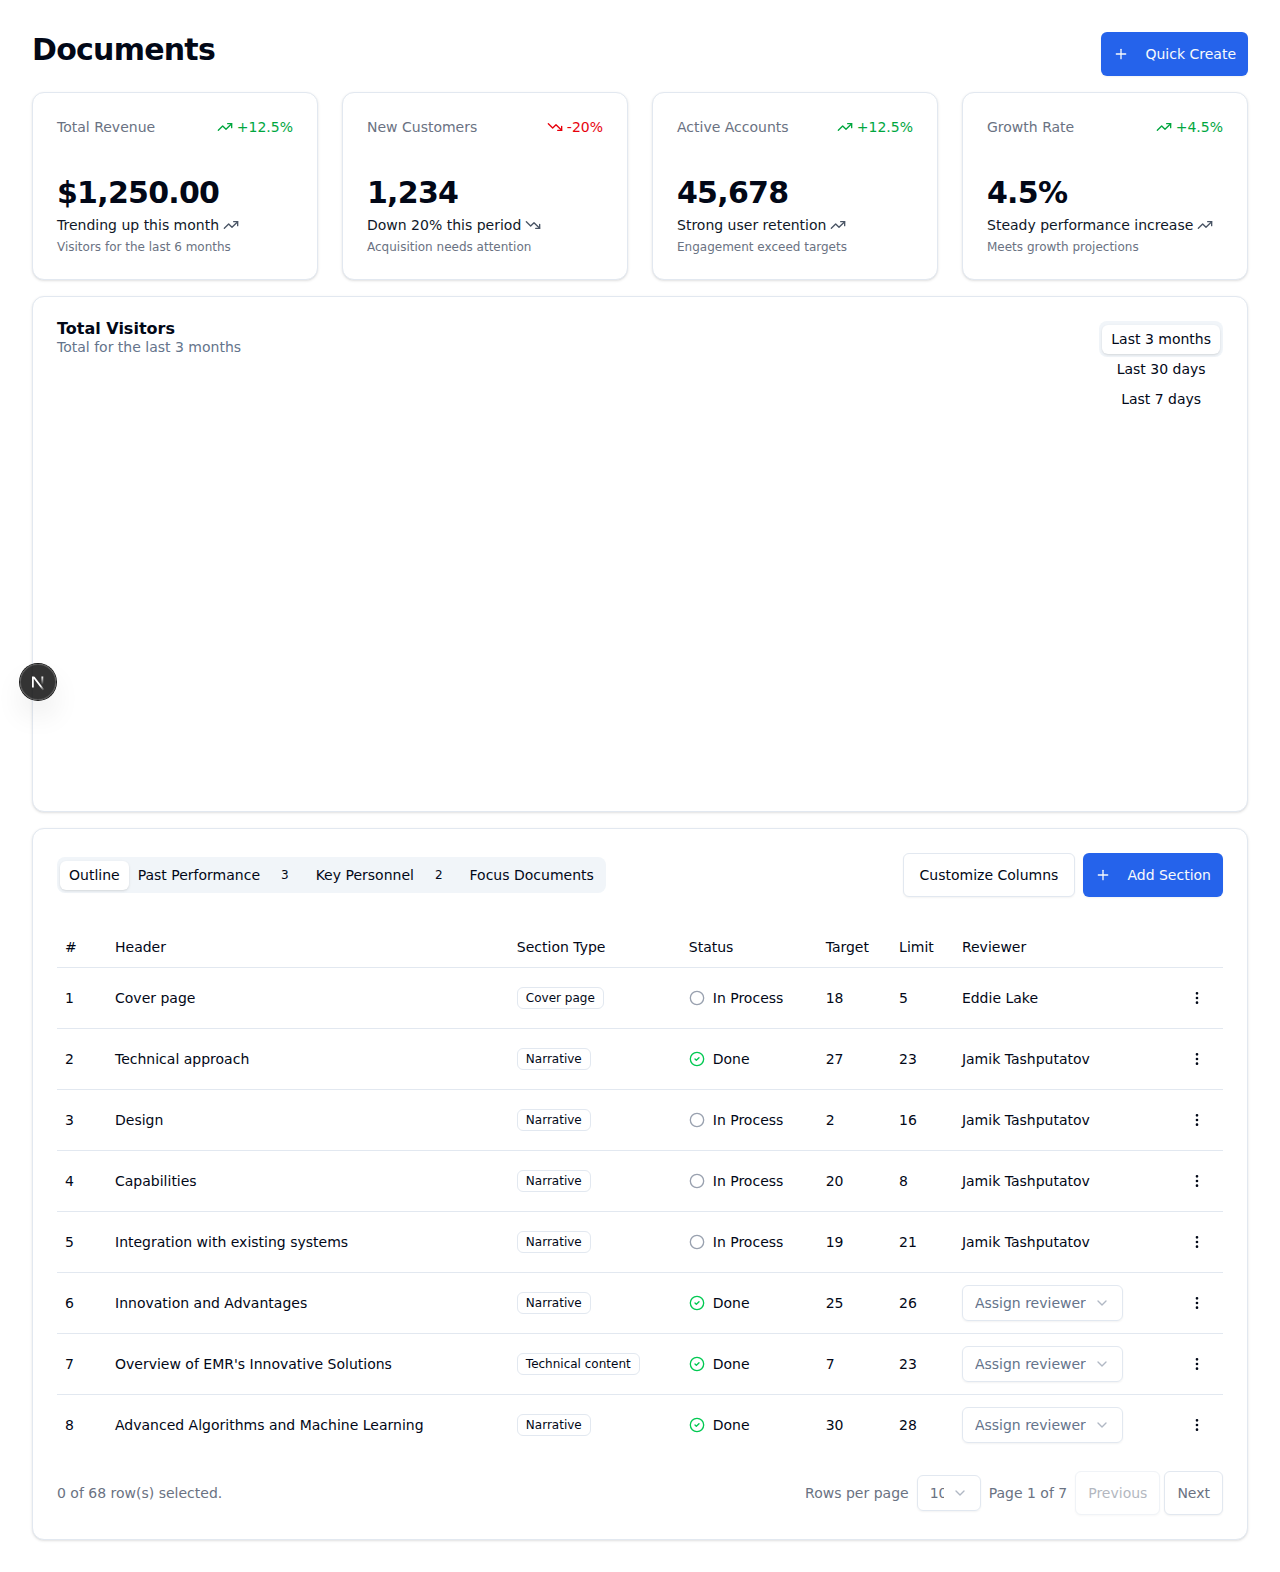 Documents
Quick Create
Total Revenue
+12.5%
$1,250.00
Trending up this month
Visitors for the last 6 months
New Customers
-20%
1,234
Down 20% this period
Acquisition needs attention
Active Accounts
+12.5%
45,678
Strong user retention
Engagement exceed targets
Growth Rate
+4.5%
4.5%
Steady performance increase
Meets growth projections
Total Visitors
Total for the last 3 months
Last 3 months
Last 30 days
Last 7 days
N
Outline Past Performance 3 Key Personnel 2 Focus Documents
Customize Columns
Add Section
# Header Section Type Status Target Limit Reviewer
1 Cover page Cover page In Process 18 5 Eddie Lake
2 Technical approach Narrative Done 27 23 Jamik Tashputatov
3 Design Narrative In Process 2 16 Jamik Tashputatov
4 Capabilities Narrative In Process 20 8 Jamik Tashputatov
5 Integration with existing systems Narrative In Process 19 21 Jamik Tashputatov
6 Innovation and Advantages Narrative Done 25 26 Assign reviewer
7 Overview of EMR's Innovative Solutions Technical content Done 7 23 Assign reviewer
8 Advanced Algorithms and Machine Learning Narrative Done 30 28 Assign reviewer
0 of 68 row(s) selected.
Rows per page 10 Page 1 of 7 Previous Next